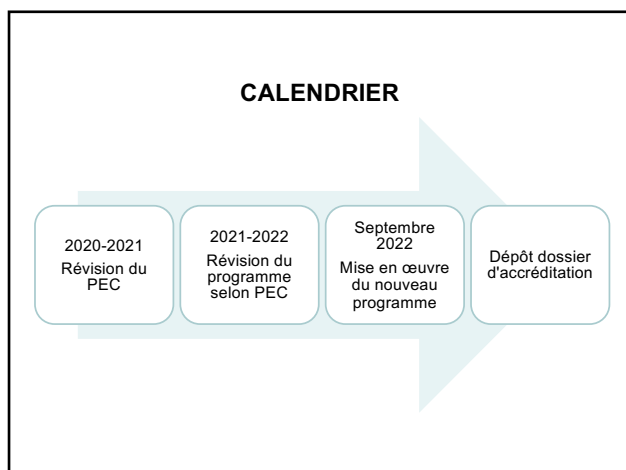 CALENDRIER
2020-2021
Révision du
PEC
2021-2022
Révision du
programme
selon PEC
Septembre
2022
Mise en œuvre
du nouveau
programme
Dépôt dossier
d'accréditation